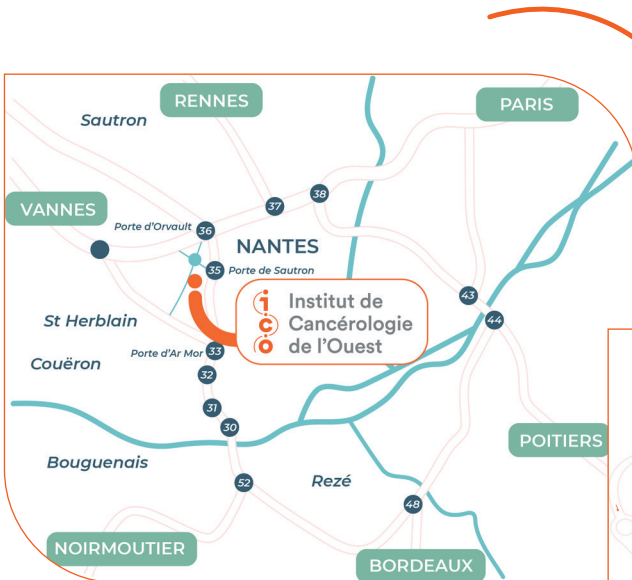 RENNES
PARIS
Sautron
38
37
VANNES
Porte d'Orvault
36
NANTES
35
Porte de Sautron
43
ico
Institut de
Cancérologie
de l'Ouest
St Herblain
44
Porte d'Ar Mor
33
Couëron
32
31
30
POITIERS
Bouguenais
Rezé
52
48
NOIRMOUTIER
BORDEAUX